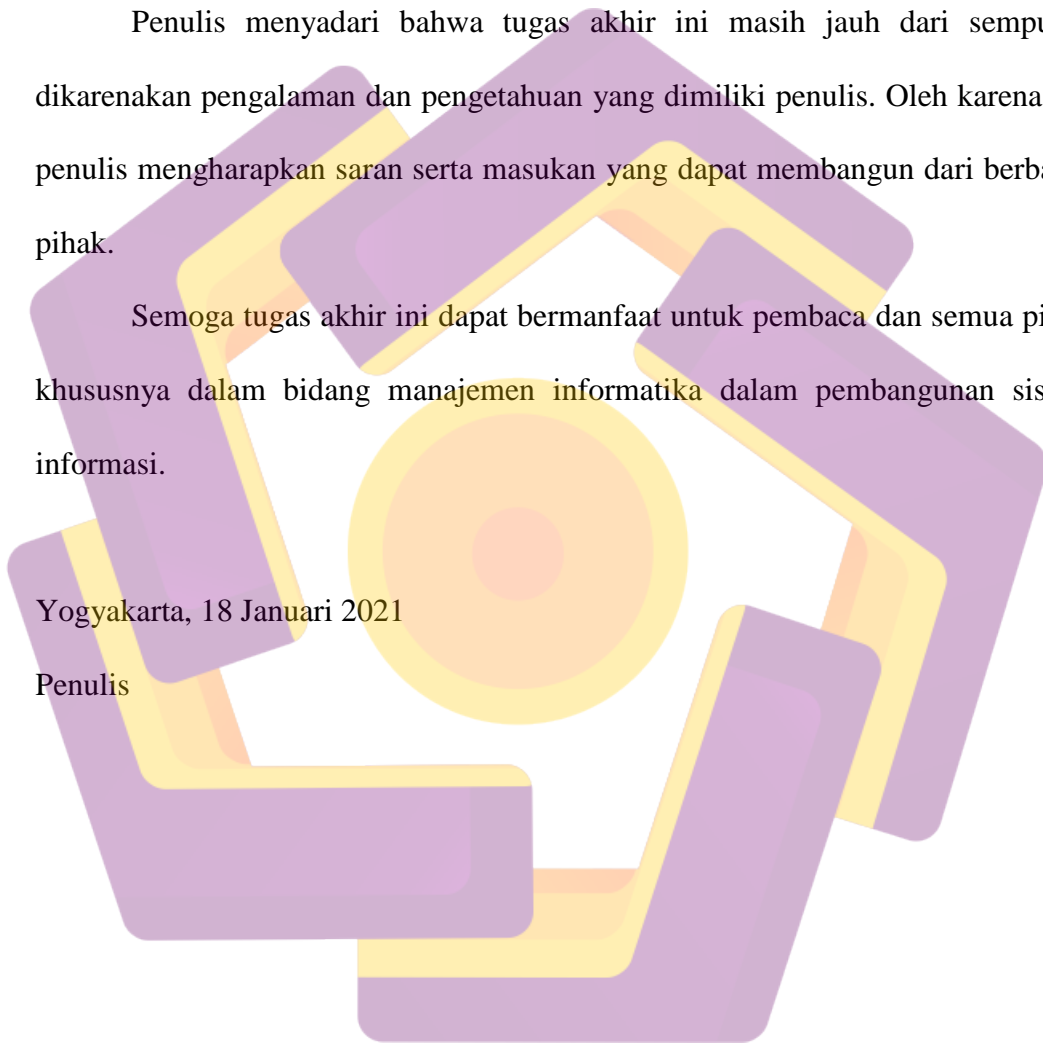 Penulis menyadari bahwa tugas akhir ini masih jauh dari sempu
dikarenakan pengalaman dan pengetahuan yang dimiliki penulis. Oleh karena
penulis mengharapkan saran serta masukan yang dapat membangun dari berba
pihak.
Semoga tugas akhir ini dapat bermanfaat untuk pembaca dan semua pi
khususnya dalam bidang manajemen informatika dalam pembangunan sis
informasi.
Yogyakarta, 18 Januari 2021
Penulis